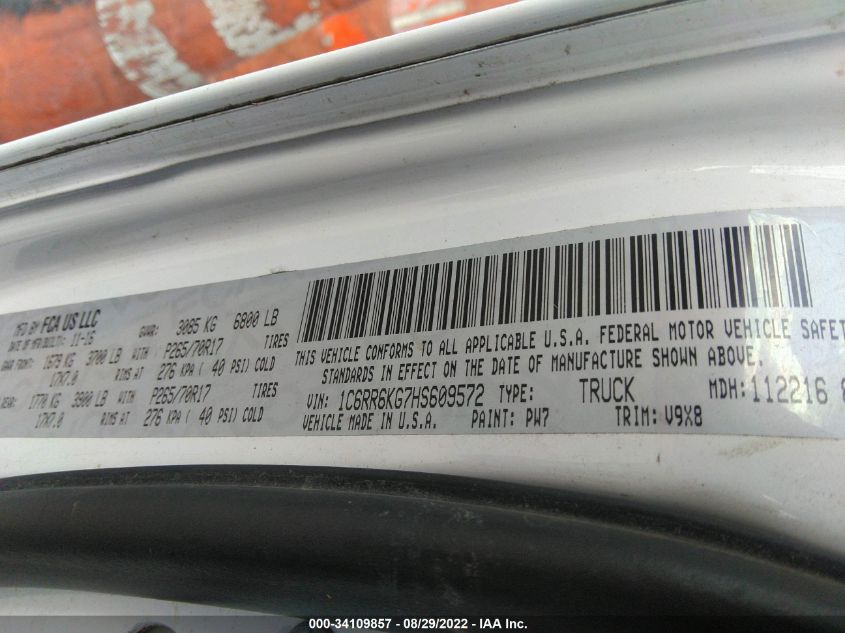 MFD BY FCA US LLC
DATE OF MFR: 11-16 GVWR: 3085 KG 6800 LB
GAWR FRONT: 1679 KG 3700 LB WITH P265/70R17 TIRES
17X7.0 RIMS AT 276 KPA ( 40 PSI) COLD
REAR: 1770 KG 3900 LB WITH P265/70R17 TIRES
17X7.0 RIMS AT 276 KPA ( 40 PSI) COLD
THIS VEHICLE CONFORMS TO ALL APPLICABLE U.S.A. FEDERAL MOTOR VEHICLE SAFET
STANDARDS IN EFFECT ON THE DATE OF MANUFACTURE SHOWN ABOVE.
VIN: 1C6RR6KG7HS609572 TYPE: TRUCK MDH: 112216
VEHICLE MADE IN U.S.A. PAINT: PW7 TRIM: V9X8
000-34109857 - 08/29/2022 - IAA Inc.